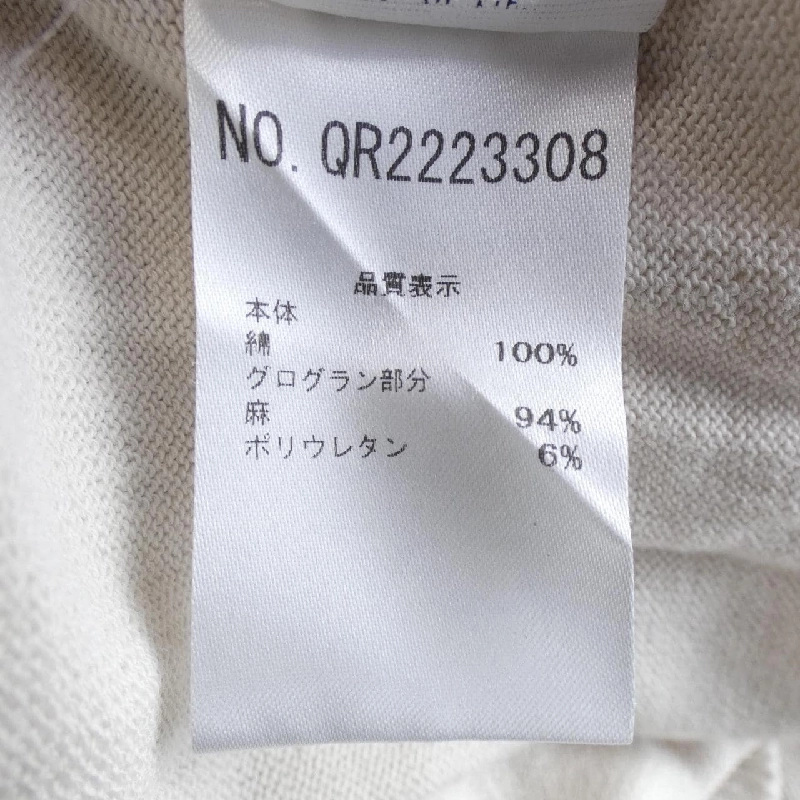 NO. QR2223308
品質表示
本体
綿 100%
グログラン部分
麻 94%
ポリウレタン 6%